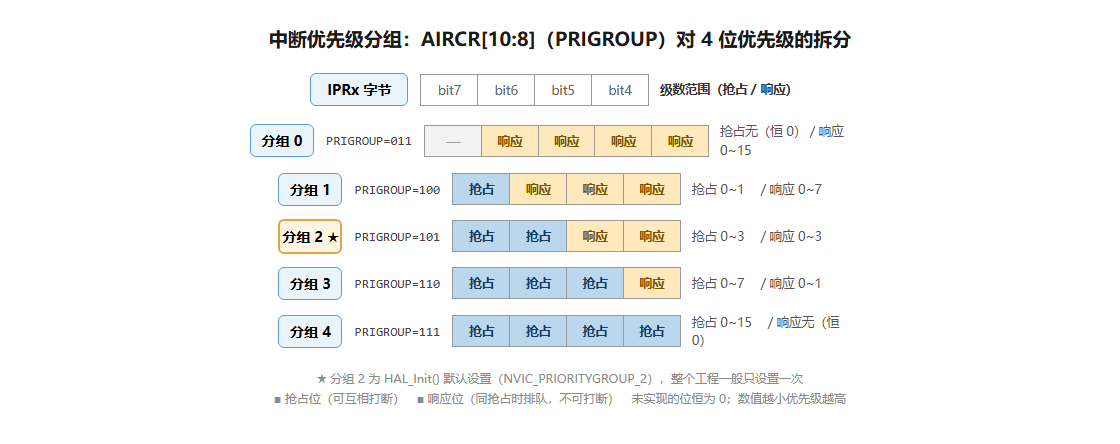 中断优先级分组：AIRCR[10:8]（PRIGROUP）对 4 位优先级的拆分
IPRx 字节 bit7 bit6 bit5 bit4 级数范围（抢占 / 响应）
分组 0 PRIGROUP=011 — 响应 响应 响应 响应 抢占无（恒 0） / 响应
0~15
分组 1 PRIGROUP=100 抢占 响应 响应 响应 抢占 0~1 / 响应 0~7
分组 2 ★ PRIGROUP=101 抢占 抢占 响应 响应 抢占 0~3 / 响应 0~3
分组 3 PRIGROUP=110 抢占 抢占 抢占 响应 抢占 0~7 / 响应 0~1
分组 4 PRIGROUP=111 抢占 抢占 抢占 抢占 抢占 0~15 / 响应无（恒
0）
★ 分组 2 为 HAL_Init() 默认设置（NVIC_PRIORITYGROUP_2），整个工程一般只设置一次
■ 抢占位（可互相打断） ■ 响应位（同抢占时排队，不可打断） 未实现的位恒为 0；数值越小优先级越高